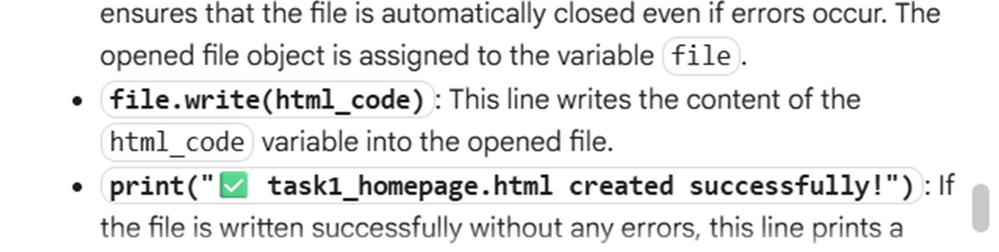 ensures that the file is automatically closed even if errors occur. The
opened file object is assigned to the variable file.
• file.write(html_code): This line writes the content of the
html_code variable into the opened file.
• print("✅ task1_homepage.html created successfully!"): If
the file is written successfully without any errors, this line prints a